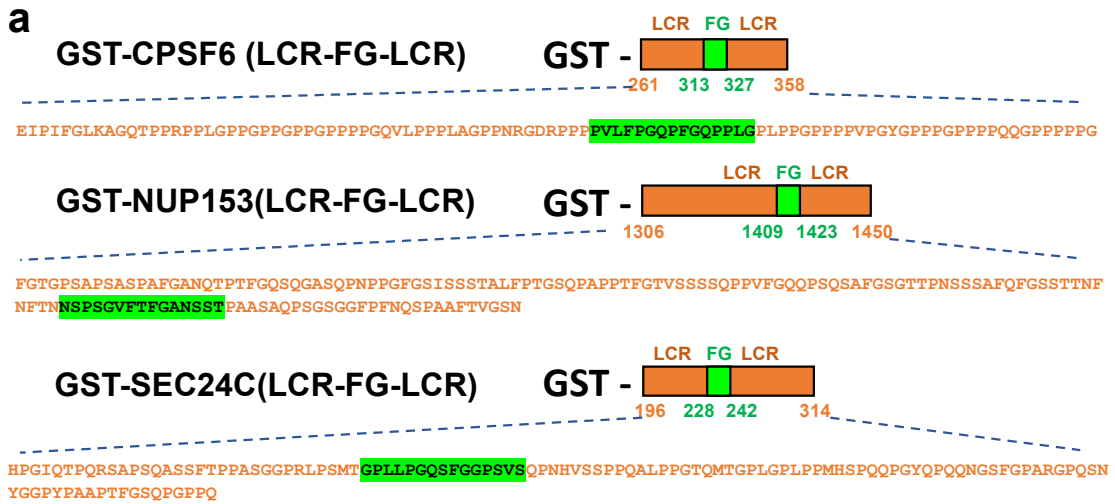 a
LCR FG LCR
GST-CPSF6 (LCR-FG-LCR) GST -
261 313 327 358
EIPIFGLKAGQTPPRPPLGPPGPPGPPGPPPPGQVLPPPLAGPPNRGDRPPPPVLFPGQPFGQPPLGPLPPGPPPPVPGYGPPPGPPPPQQGPPPPPG
LCR FG LCR
GST-NUP153(LCR-FG-LCR) GST -
1306 1409 1423 1450
FGTGPSAPSASPAFGANQTPTFGQSQGASQPNPPGFGSISSSTALFPTGSQPAPPTFGTVSSSSQPPVFGQQPSQSAFGSGTTPNSSSAFQFGSSTTNF
NFTNNSPSGVFTFGANSSTPAASAQPSGSGGFPFNQSPAAFTVGSN
LCR FG LCR
GST-SEC24C(LCR-FG-LCR) GST -
196 228 242 314
HPGIQTPQRSAPSQASSFTPPASGGPRLPSMTGPLLPGQSFGGPSVSQPNHVSSPPQALPPGTQMTGPLGPLPPMHSPQQPGYQPQQNGSFGPARGPQSN
YGGPYPAAPTFGSQPGPPQ